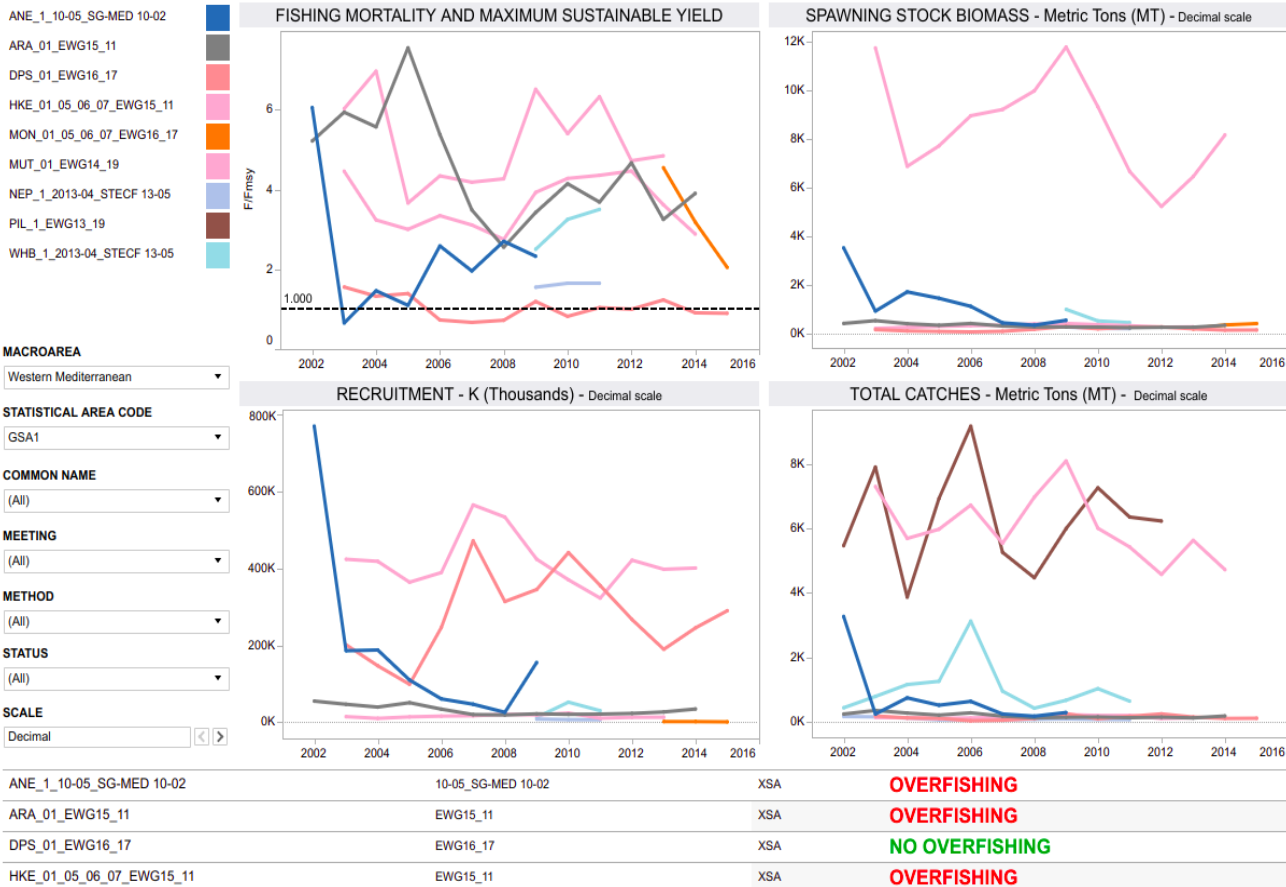 ANE_1_10-05_SG-MED 10-02
ARA_01_EWG15_11
DPS_01_EWG16_17
HKE_01_05_06_07_EWG15_11
MON_01_05_06_07_EWG16_17
MUT_01_EWG14_19
NEP_1_2013-04_STECF 13-05
PIL_1_EWG13_19
WHB_1_2013-04_STECF 13-05
MACROAREA
Western Mediterranean
STATISTICAL AREA CODE
GSA1
COMMON NAME
(All)
MEETING
(All)
METHOD
(All)
STATUS
(All)
SCALE
Decimal
FISHING MORTALITY AND MAXIMUM SUSTAINABLE YIELD
F/Fmsy
6
4
2
0
1.000
2002 2004 2006 2008 2010 2012 2014 2016
SPAWNING STOCK BIOMASS - Metric Tons (MT) - Decimal scale
12K
10K
8K
6K
4K
2K
0K
2002 2004 2006 2008 2010 2012 2014 2016
RECRUITMENT - K (Thousands) - Decimal scale
800K
600K
400K
200K
0K
2002 2004 2006 2008 2010 2012 2014 2016
TOTAL CATCHES - Metric Tons (MT) - Decimal scale
8K
6K
4K
2K
0K
2002 2004 2006 2008 2010 2012 2014 2016
ANE_1_10-05_SG-MED 10-02 10-05_SG-MED 10-02 XSA OVERFISHING
ARA_01_EWG15_11 EWG15_11 XSA OVERFISHING
DPS_01_EWG16_17 EWG16_17 XSA NO OVERFISHING
HKE_01_05_06_07_EWG15_11 EWG15_11 XSA OVERFISHING